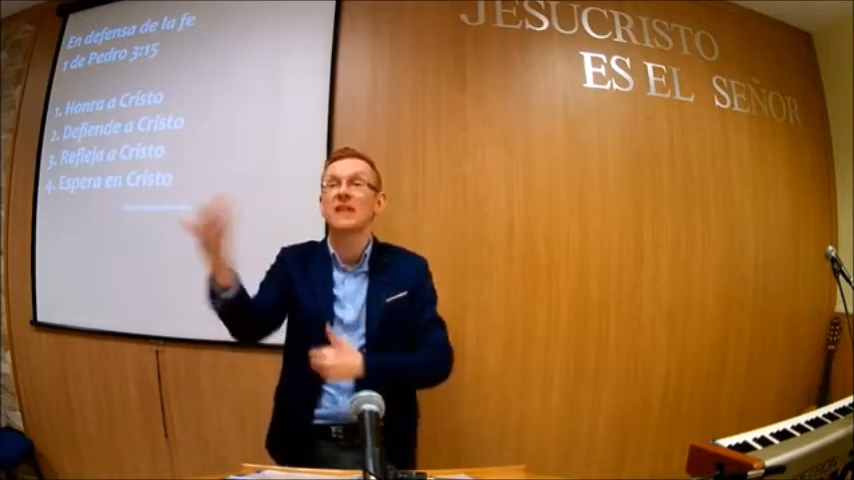 En defensa de la fe
1 de Pedro 3:15
1. Honra a Cristo
2. Defiende a Cristo
3. Refleja a Cristo
4. Espera en Cristo
JESUCRISTO
ES EL SEÑOR